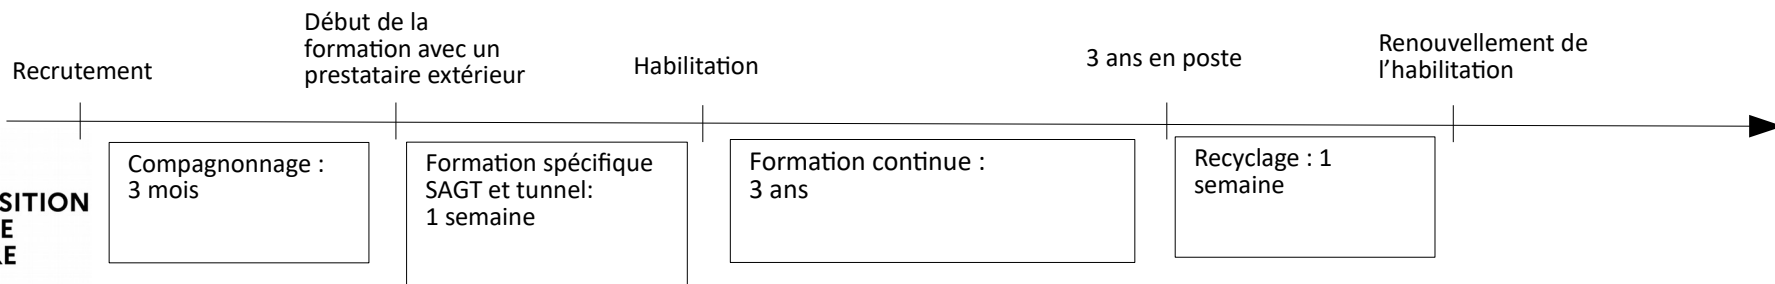 Recrutement
Début de la
formation avec un
prestataire extérieur
Habilitation
3 ans en poste
Renouvellement de
l’habilitation
Compagnonnage :
3 mois
Formation spécifique
SAGT et tunnel:
1 semaine
Formation continue :
3 ans
Recyclage : 1
semaine
SITION
E